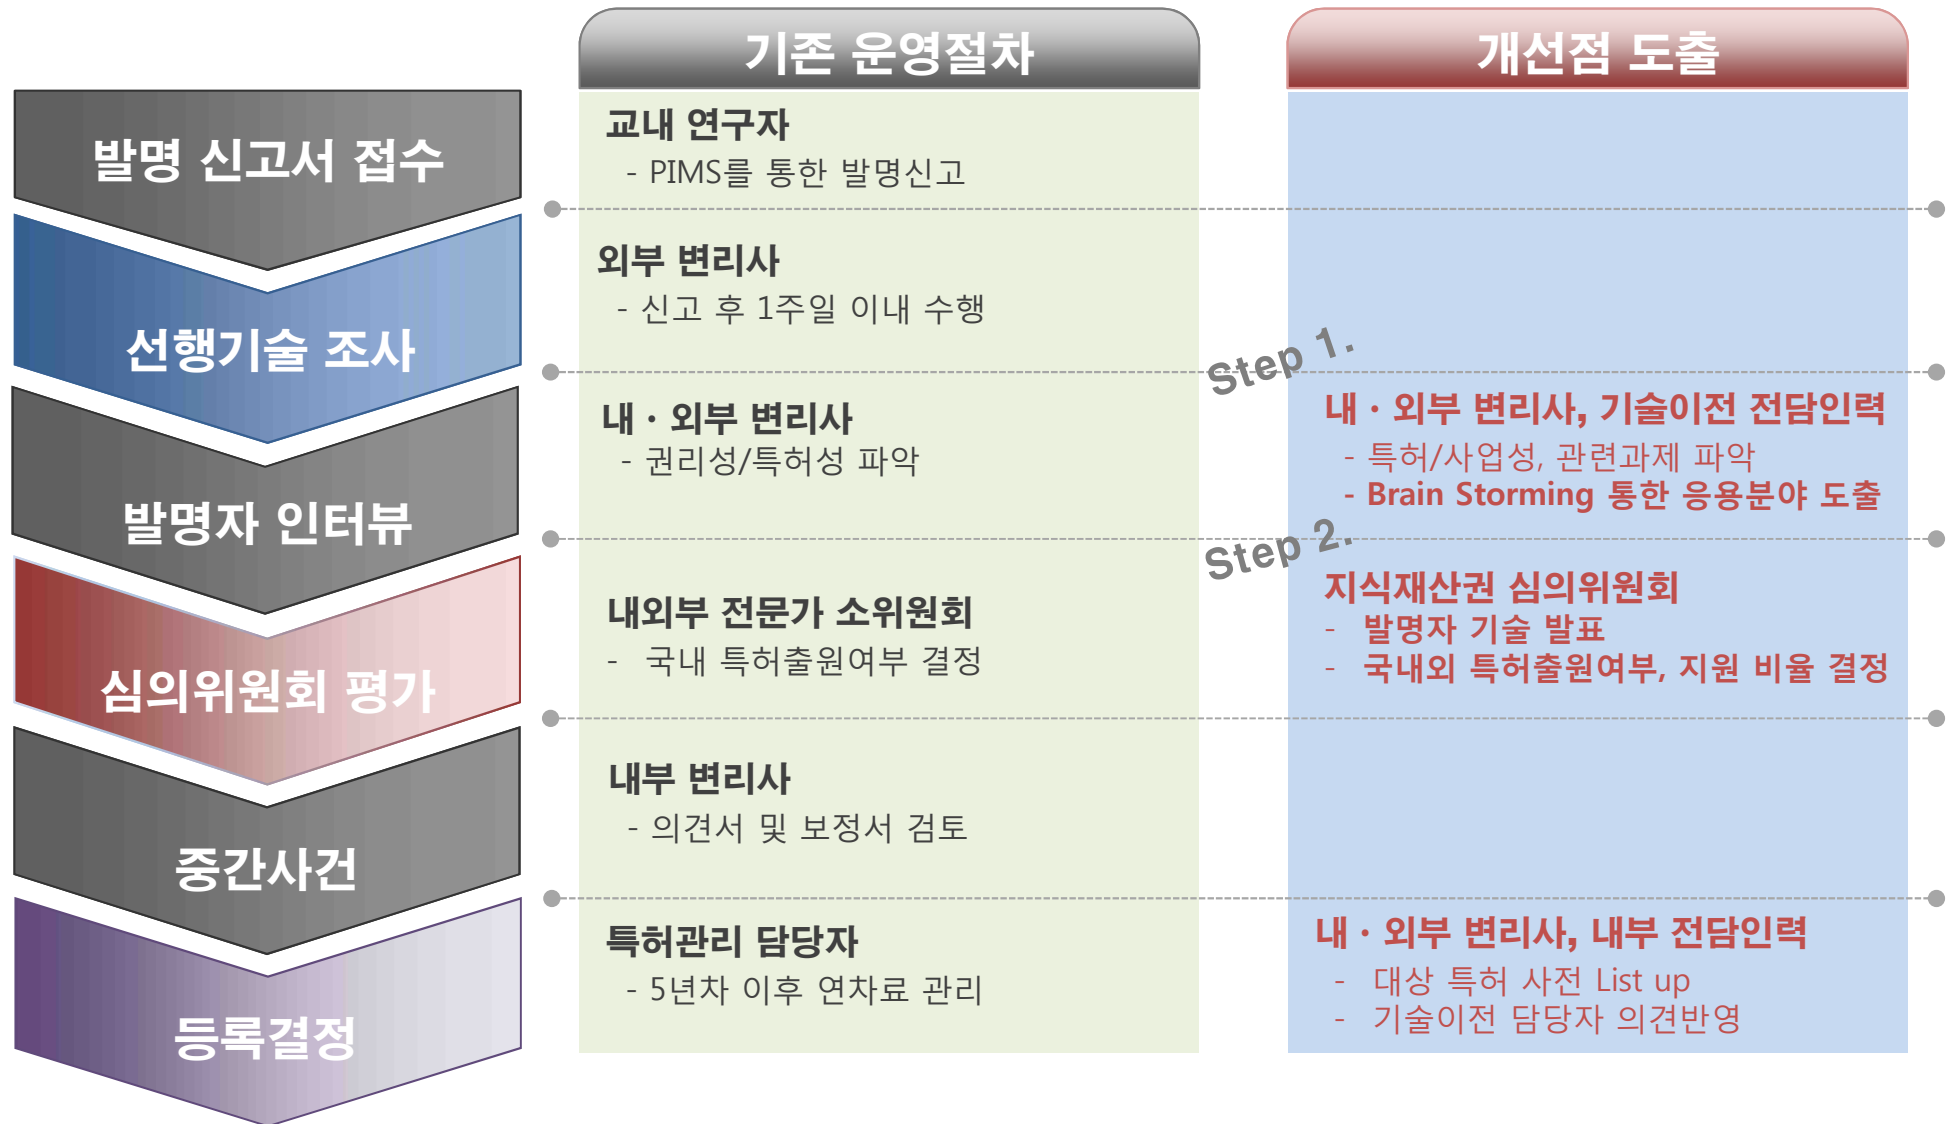 기존 운영절차
개선점 도출
발명 신고서 접수
교내 연구자
- PIMS를 통한 발명신고
선행기술 조사
외부 변리사
- 신고 후 1주일 이내 수행
Step 1.
발명자 인터뷰
내 · 외부 변리사
- 권리성/특허성 파악
내 · 외부 변리사, 기술이전 전담인력
- 특허/사업성, 관련과제 파악
- Brain Storming 통한 응용분야 도출
Step 2.
심의위원회 평가
내외부 전문가 소위원회
- 국내 특허출원여부 결정
지식재산권 심의위원회
- 발명자 기술 발표
- 국내외 특허출원여부, 지원 비율 결정
중간사건
내부 변리사
- 의견서 및 보정서 검토
등록결정
특허관리 담당자
- 5년차 이후 연차료 관리
내 · 외부 변리사, 내부 전담인력
- 대상 특허 사전 List up
- 기술이전 담당자 의견반영